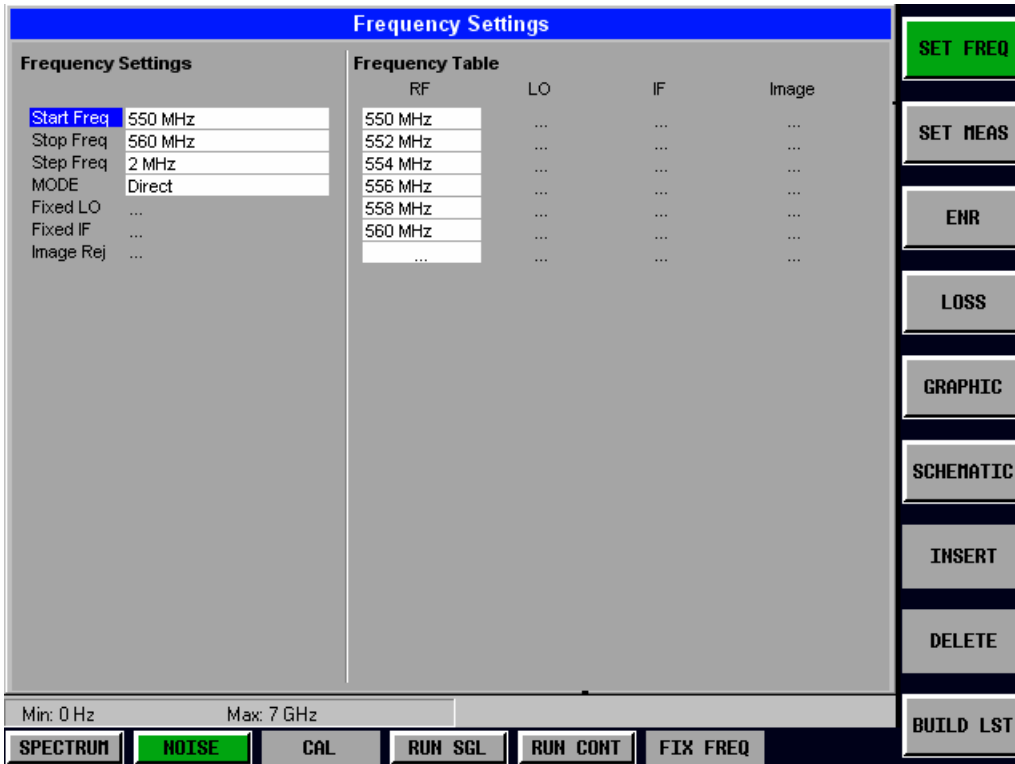 Frequency Settings
Frequency Settings
Start Freq 550 MHz
Stop Freq 560 MHz
Step Freq 2 MHz
MODE Direct
Fixed LO ...
Fixed IF ...
Image Rej ...
Frequency Table
RF LO IF Image
550 MHz ... ... ...
552 MHz ... ... ...
554 MHz ... ... ...
556 MHz ... ... ...
558 MHz ... ... ...
560 MHz ... ... ...
... ... ... ...
Min: 0 Hz Max: 7 GHz
SPECTRUM NOISE CAL RUN SGL RUN CONT FIX FREQ
SET FREQ
SET MEAS
ENR
LOSS
GRAPHIC
SCHEMATIC
INSERT
DELETE
BUILD LST